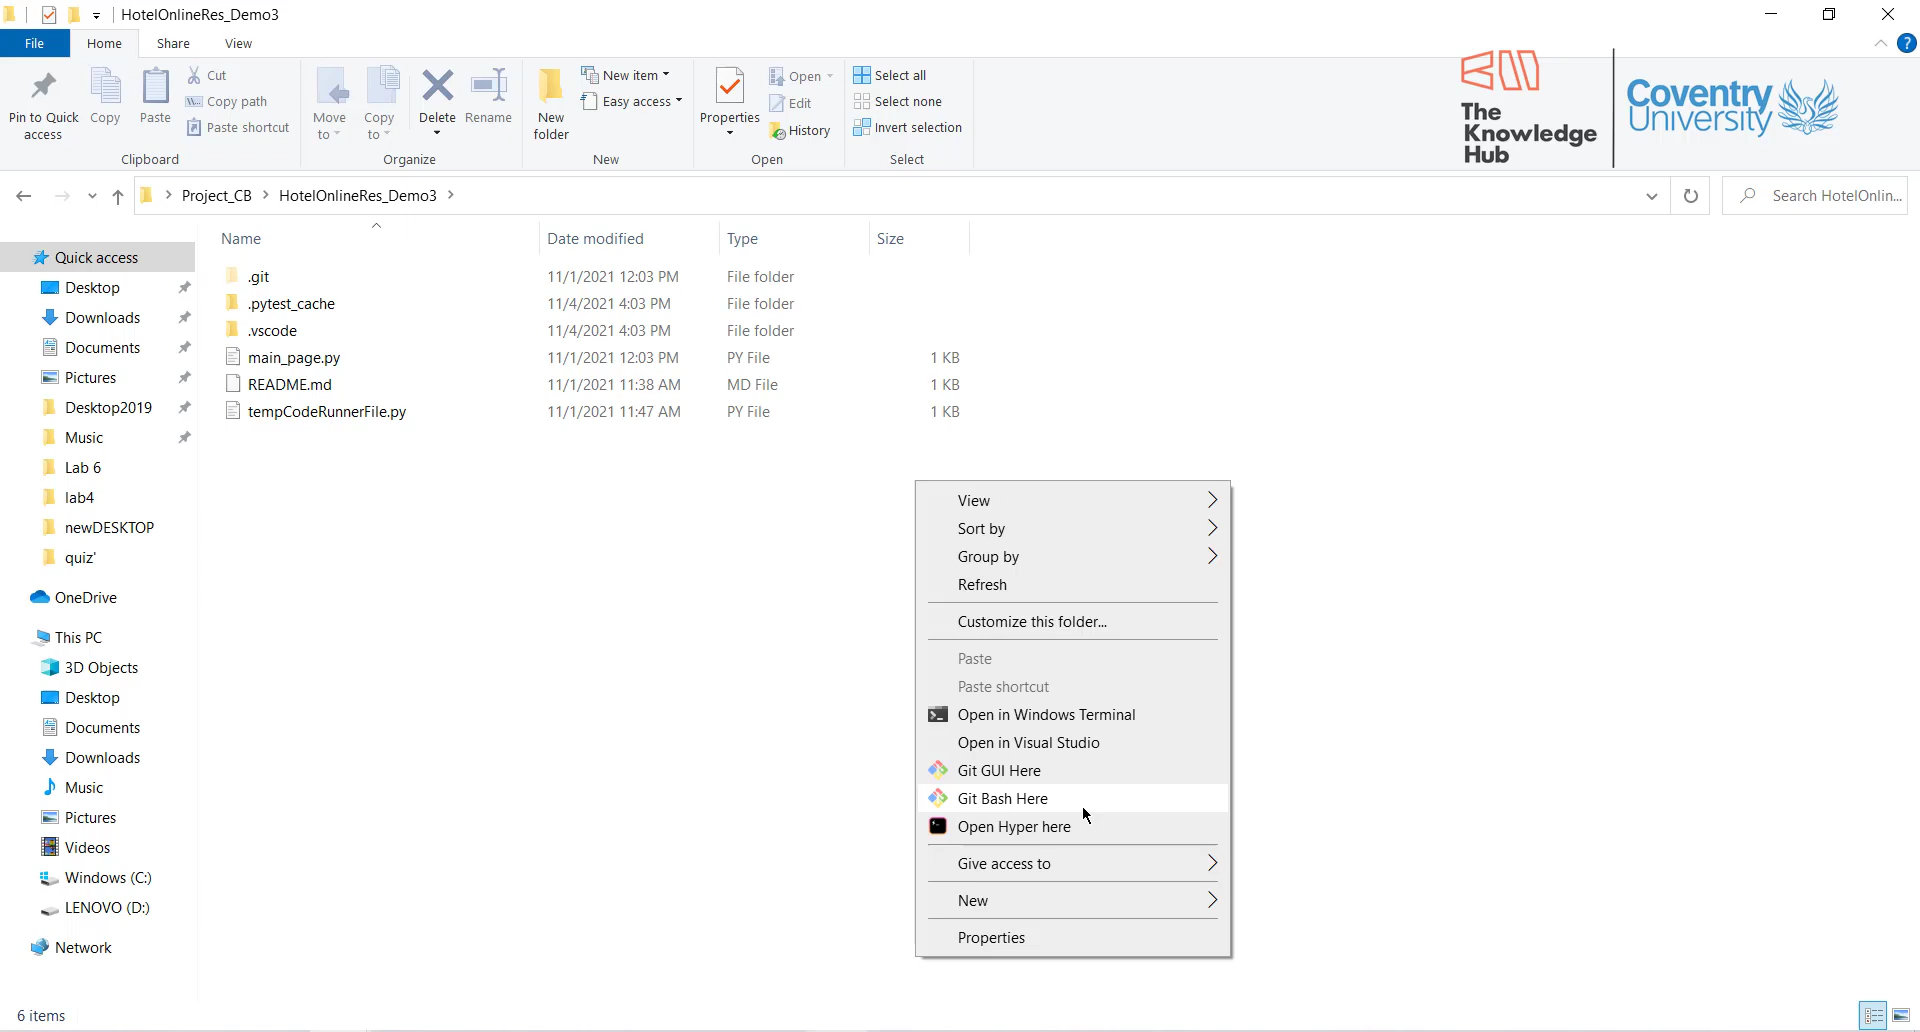 HotelOnlineRes_Demo3
File Home Share View
Pin to Quick access
Copy
Paste
Cut
Copy path
Paste shortcut
Clipboard
Move to
Copy to
Delete
Rename
Organize
New folder
New item
Easy access
New
Properties
Open
Edit
History
Open
Select all
Select none
Invert selection
Select
The
Knowledge
Hub
Coventry
University
Project_CB HotelOnlineRes_Demo3
Search HotelOnlin...
Name Date modified Type Size
.git 11/1/2021 12:03 PM File folder
.pytest_cache 11/4/2021 4:03 PM File folder
.vscode 11/4/2021 4:03 PM File folder
main_page.py 11/1/2021 12:03 PM PY File 1 KB
README.md 11/1/2021 11:38 AM MD File 1 KB
tempCodeRunnerFile.py 11/1/2021 11:47 AM PY File 1 KB
Quick access
Desktop
Downloads
Documents
Pictures
Desktop2019
Music
Lab 6
lab4
newDESKTOP
quiz'
OneDrive
This PC
3D Objects
Desktop
Documents
Downloads
Music
Pictures
Videos
Windows (C:)
LENOVO (D:)
Network
View
Sort by
Group by
Refresh
Customize this folder...
Paste
Paste shortcut
Open in Windows Terminal
Open in Visual Studio
Git GUI Here
Git Bash Here
Open Hyper here
Give access to
New
Properties
6 items